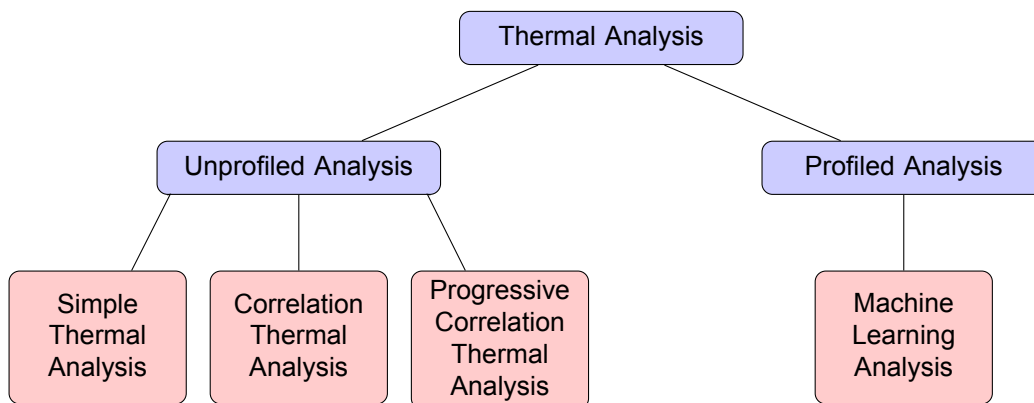 Thermal Analysis
Unprofiled Analysis
Profiled Analysis
Simple
Thermal
Analysis
Correlation
Thermal
Analysis
Progressive
Correlation
Thermal
Analysis
Machine
Learning
Analysis